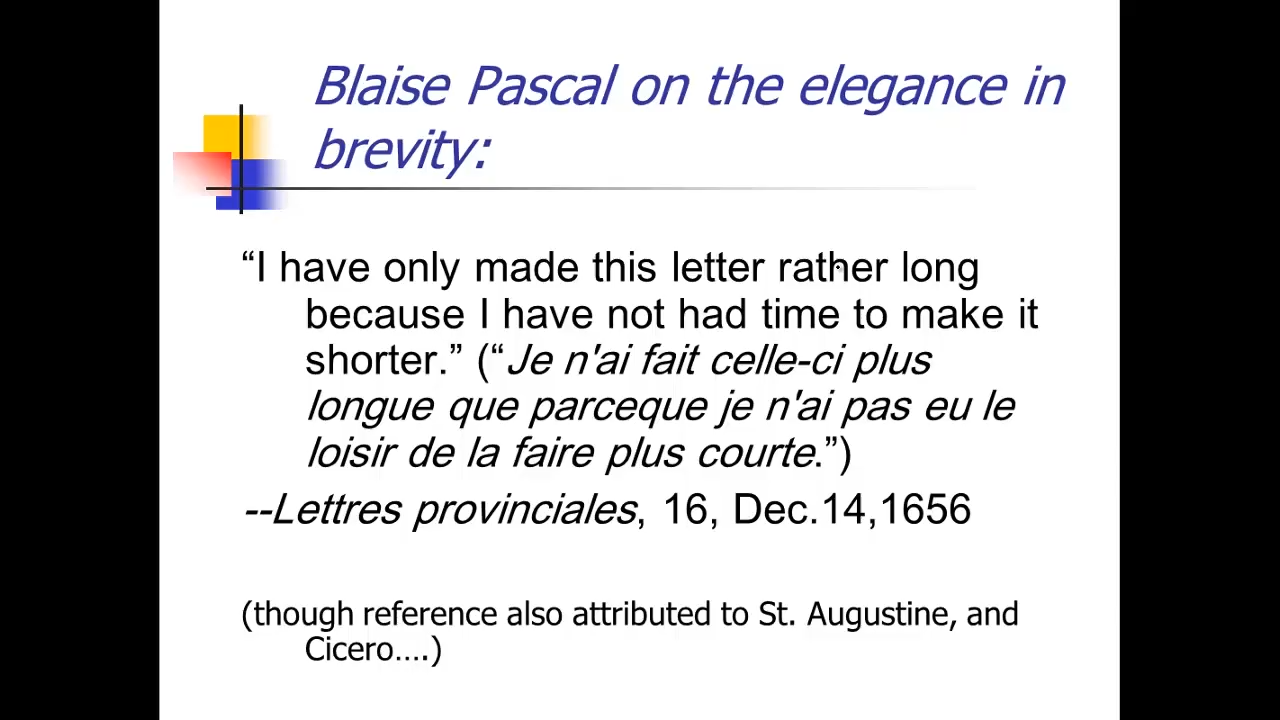 Blaise Pascal on the elegance in
brevity:
“I have only made this letter rather long
because I have not had time to make it
shorter.” (“Je n'ai fait celle-ci plus
longue que parceque je n'ai pas eu le
loisir de la faire plus courte.”)
--Lettres provinciales, 16, Dec.14,1656
(though reference also attributed to St. Augustine, and
Cicero….)